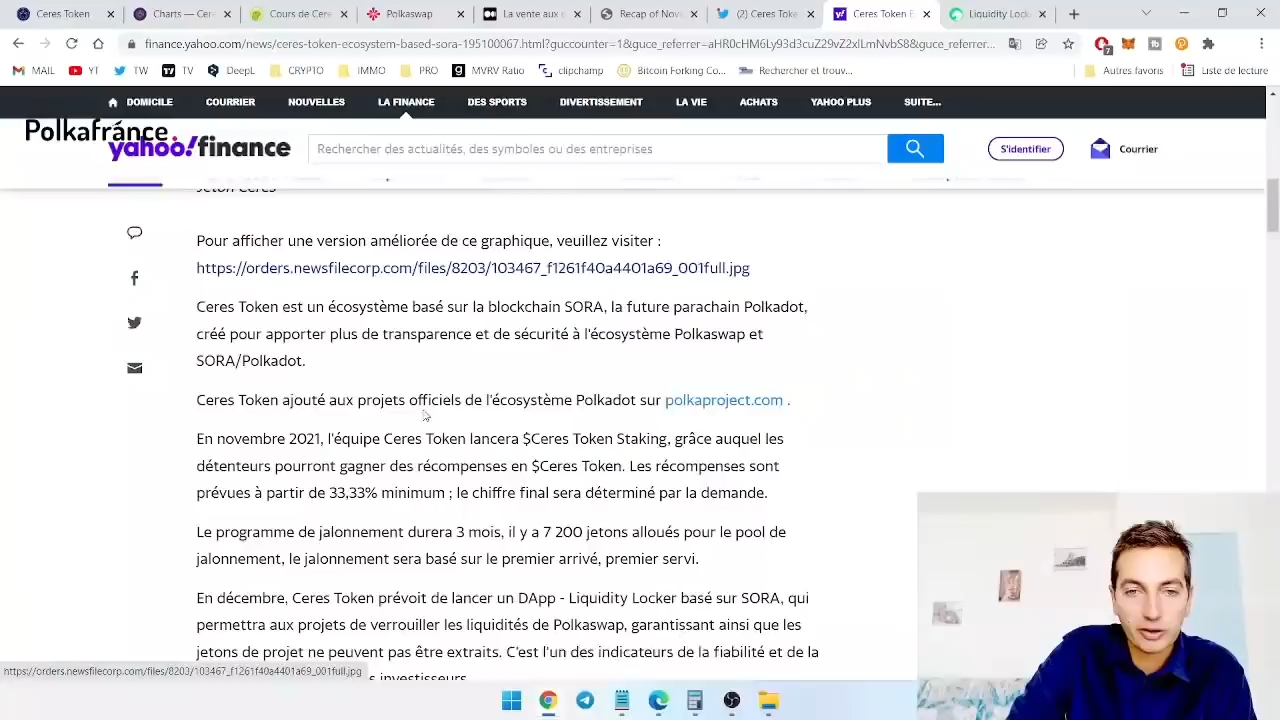 Ceres Token
Charts — Cere
Cours de Cere
Polkaswap
La vente aux e
Recap of Nov
(2) Ceres Toke
Ceres Token E
Liquidity Lock
finance.yahoo.com/news/ceres-token-ecosystem-based-sora-195100067.html?guccounter=1&guce_referrer=aHR0cHM6Ly93d3cuZ29vZ2xlLmNvbS8&guce_referrer...
7
MAIL
YT
TW
TV
DeepL
CRYPTO
IMMO
PRO
MVRV Ratio
clipchamp
Bitcoin Forking Co...
Rechercher et trouv...
Autres favoris
Liste de lecture
DOMICILE
COURRIER
NOUVELLES
LA FINANCE
DES SPORTS
DIVERTISSEMENT
LA VIE
ACHATS
YAHOO PLUS
SUITE...
Polkafrance
yahoo!finance
Rechercher des actualités, des symboles ou des entreprises
S'identifier
Courrier
Jeton Ceres
Pour afficher une version améliorée de ce graphique, veuillez visiter :
https://orders.newsfilecorp.com/files/8203/103467_f1261f40a4401a69_001full.jpg
Ceres Token est un écosystème basé sur la blockchain SORA, la future parachain Polkadot,
créé pour apporter plus de transparence et de sécurité à l'écosystème Polkaswap et
SORA/Polkadot.
Ceres Token ajouté aux projets officiels de l'écosystème Polkadot sur polkaproject.com .
En novembre 2021, l'équipe Ceres Token lancera $Ceres Token Staking, grâce auquel les
détenteurs pourront gagner des récompenses en $Ceres Token. Les récompenses sont
prévues à partir de 33,33% minimum ; le chiffre final sera déterminé par la demande.
Le programme de jalonnement durera 3 mois, il y a 7 200 jetons alloués pour le pool de
jalonnement, le jalonnement sera basé sur le premier arrivé, premier servi.
En décembre, Ceres Token prévoit de lancer un DApp - Liquidity Locker basé sur SORA, qui
permettra aux projets de verrouiller les liquidités de Polkaswap, garantissant ainsi que les
jetons de projet ne peuvent pas être extraits. C'est l'un des indicateurs de la fiabilité et de la
https://orders.newsfilecorp.com/files/8203/103467_f1261f40a4401a69_001full.jpg
s investisseurs.